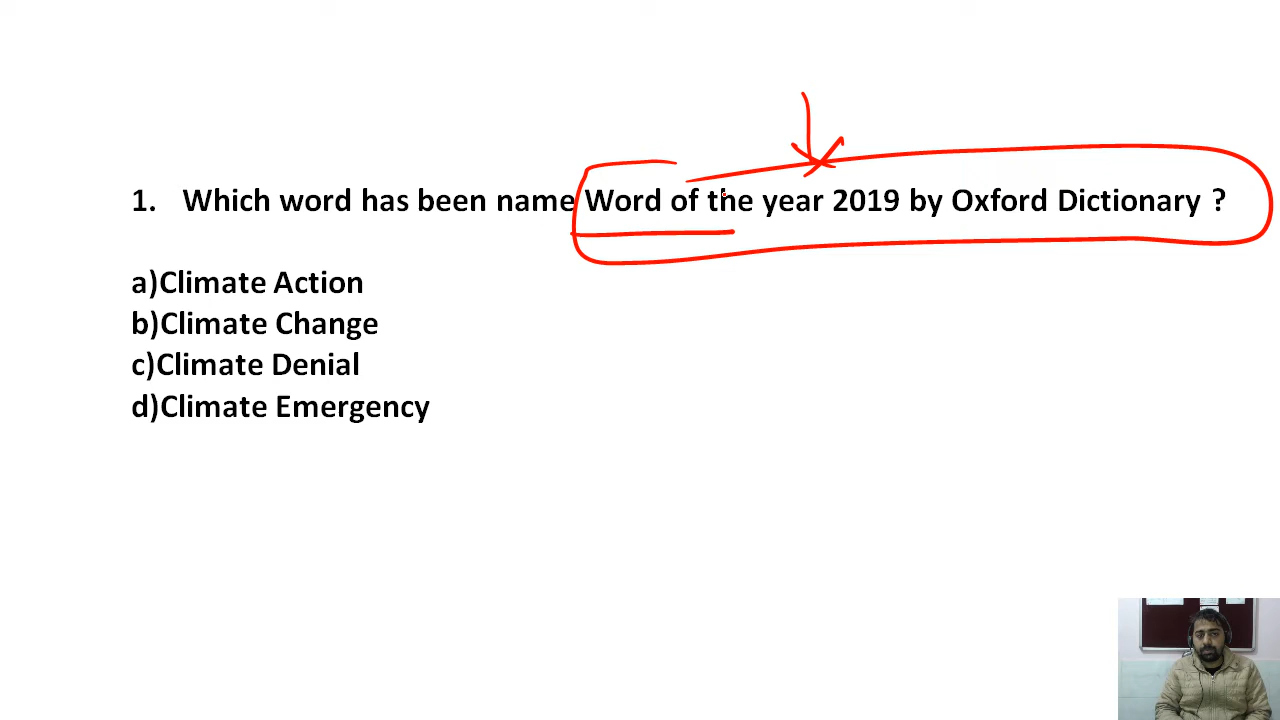 1. Which word has been name Word of the year 2019 by Oxford Dictionary ?
a)Climate Action
b)Climate Change
c)Climate Denial
d)Climate Emergency